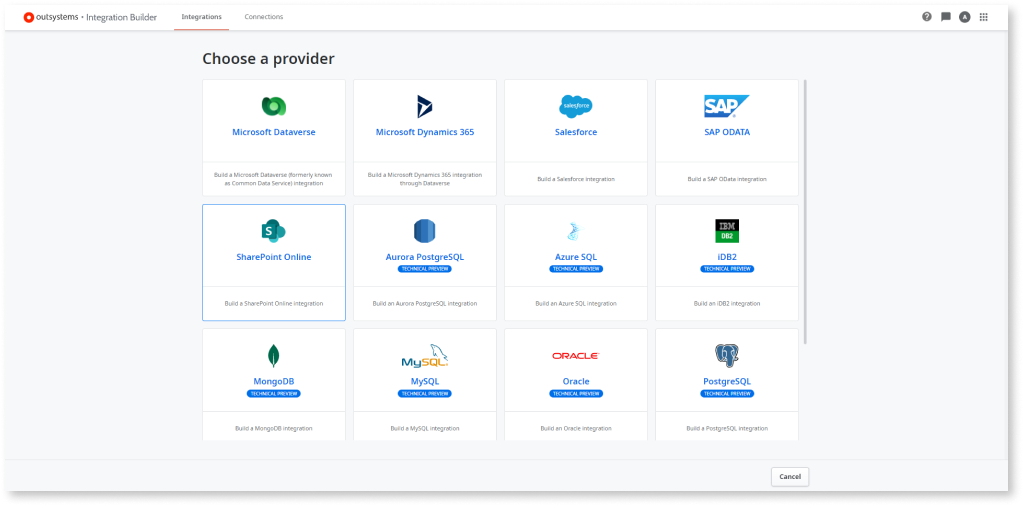 outsystems • Integration Builder Integrations Connections ? A
Choose a provider
salesforce SAP
Microsoft Dataverse Microsoft Dynamics 365 Salesforce SAP ODATA
Build a Microsoft Dataverse (formerly known
as Common Data Service) integration
Build a Microsoft Dynamics 365 integration
through Dataverse
Build a Salesforce integration
Build a SAP OData integration
S IBM
DB2
SharePoint Online Aurora PostgreSQL Azure SQL iDB2
TECHNICAL PREVIEW TECHNICAL PREVIEW TECHNICAL PREVIEW
Build a SharePoint Online integration Build an Aurora PostgreSQL integration Build an Azure SQL integration Build an iDB2 integration
MySQL ORACLE
MongoDB MySQL Oracle PostgreSQL
TECHNICAL PREVIEW TECHNICAL PREVIEW TECHNICAL PREVIEW TECHNICAL PREVIEW
Build a MongoDB integration Build a MySQL integration Build an Oracle integration Build a PostgreSQL integration
Cancel